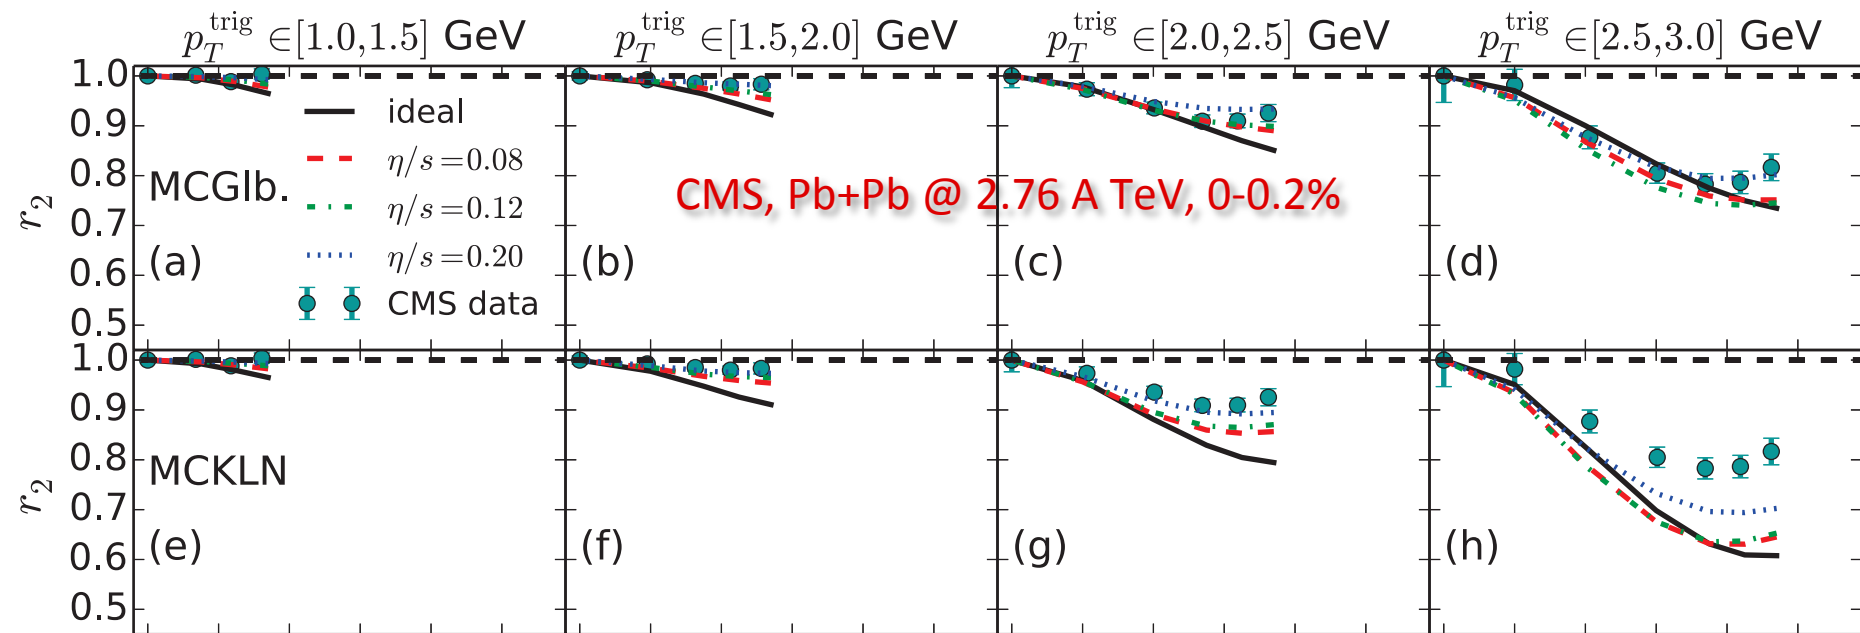 p_T^trig ∈[1.0,1.5] GeV
p_T^trig ∈[1.5,2.0] GeV
p_T^trig ∈[2.0,2.5] GeV
p_T^trig ∈[2.5,3.0] GeV
1.0
0.9
0.8
0.7
0.6
0.5
r_2
ideal
η/s=0.08
η/s=0.12
η/s=0.20
CMS data
MCGlb.
(a)
(b)
(c)
(d)
CMS, Pb+Pb @ 2.76 A TeV, 0-0.2%
1.0
0.9
0.8
0.7
0.6
0.5
r_2
MCKLN
(e)
(f)
(g)
(h)